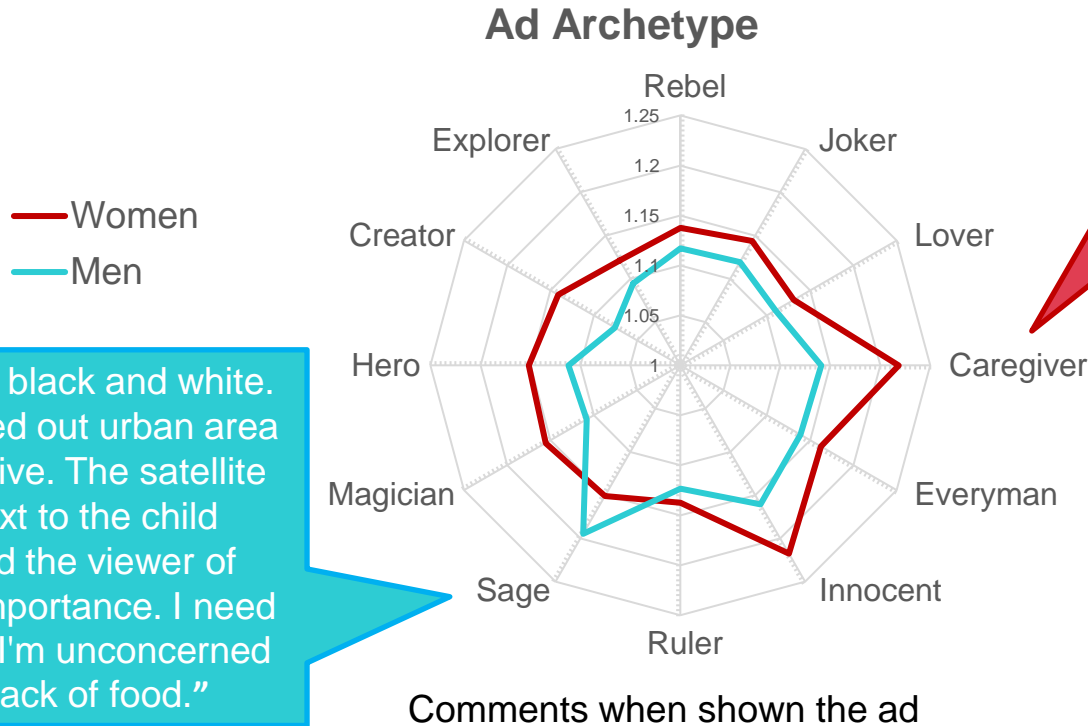 Ad Archetype
Rebel
Joker
Lover
Caregiver
Everyman
Innocent
Ruler
Sage
Magician
Hero
Creator
Explorer
1.25
1.2
1.15
1.1
1.05
1
Women
Men
black and white.
ed out urban area
ive. The satellite
xt to the child
d the viewer of
mportance. I need
I'm unconcerned
ack of food.”
Comments when shown the ad